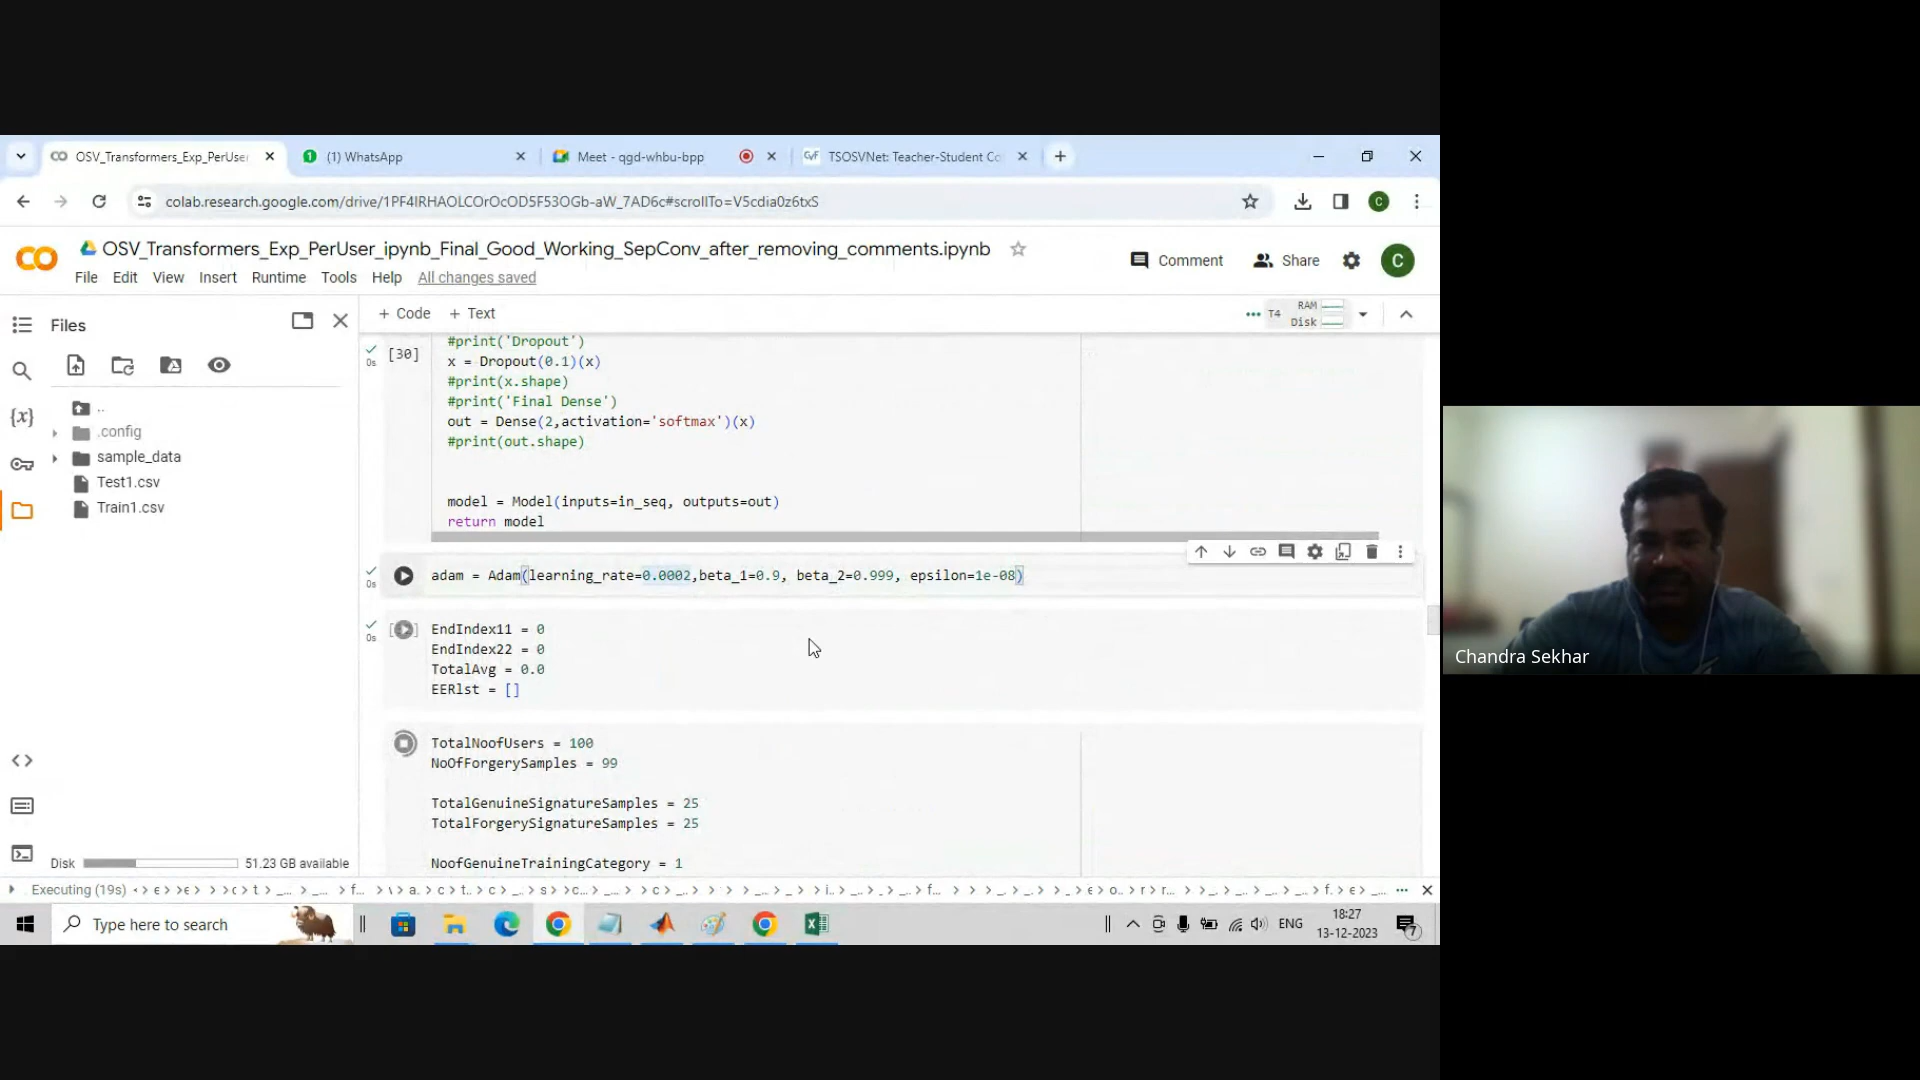 OSV_Transformers_Exp_PerUser
(1) WhatsApp
Meet - qgd-whbu-bpp
TSOSVNet: Teacher-Student Co
colab.research.google.com/drive/1PF4IRHAOLCOrOcOD5F53OGb-aW_7AD6c#scrollTo=V5cdia0z6txS
OSV_Transformers_Exp_PerUser_ipynb_Final_Good_Working_SepConv_after_removing_comments.ipynb
Comment
Share
C
File Edit View Insert Runtime Tools Help All changes saved
Files
+ Code + Text
T4
RAM
Disk
..
.config
sample_data
Test1.csv
Train1.csv
Disk 51.23 GB available
0s
[30]
#print('Dropout')
x = Dropout(0.1)(x)
#print(x.shape)
#print('Final Dense')
out = Dense(2,activation='softmax')(x)
#print(out.shape)
model = Model(inputs=in_seq, outputs=out)
return model
0s
adam = Adam(learning_rate=0.0002,beta_1=0.9, beta_2=0.999, epsilon=1e-08)
0s
EndIndex11 = 0
EndIndex22 = 0
TotalAvg = 0.0
EERlst = []
TotalNoofUsers = 100
NoOfForgerySamples = 99
TotalGenuineSignatureSamples = 25
TotalForgerySignatureSamples = 25
NoofGenuineTrainingCategory = 1
Executing (19s)
Type here to search
ENG
18:27
13-12-2023
7
Chandra Sekhar